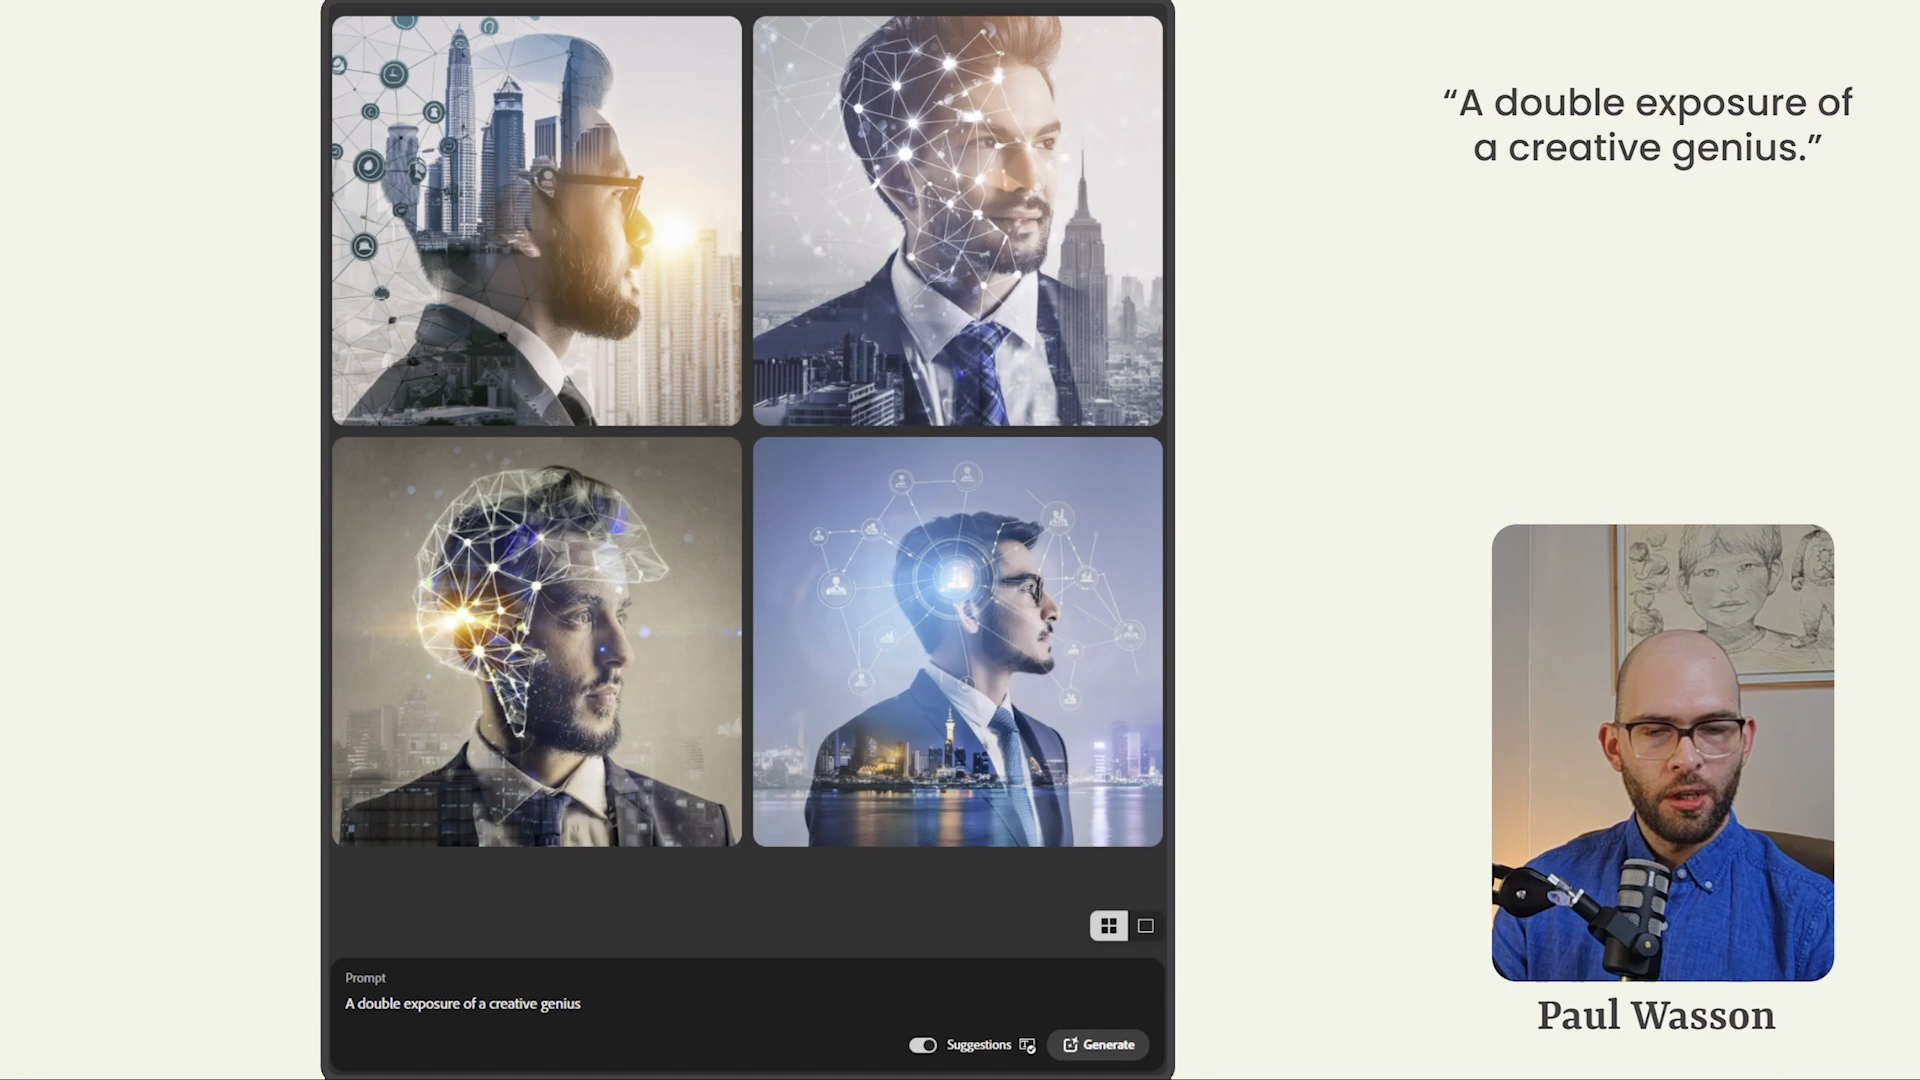 “A double exposure of
a creative genius.”
Prompt
A double exposure of a creative genius
Suggestions
Generate
Paul Wasson